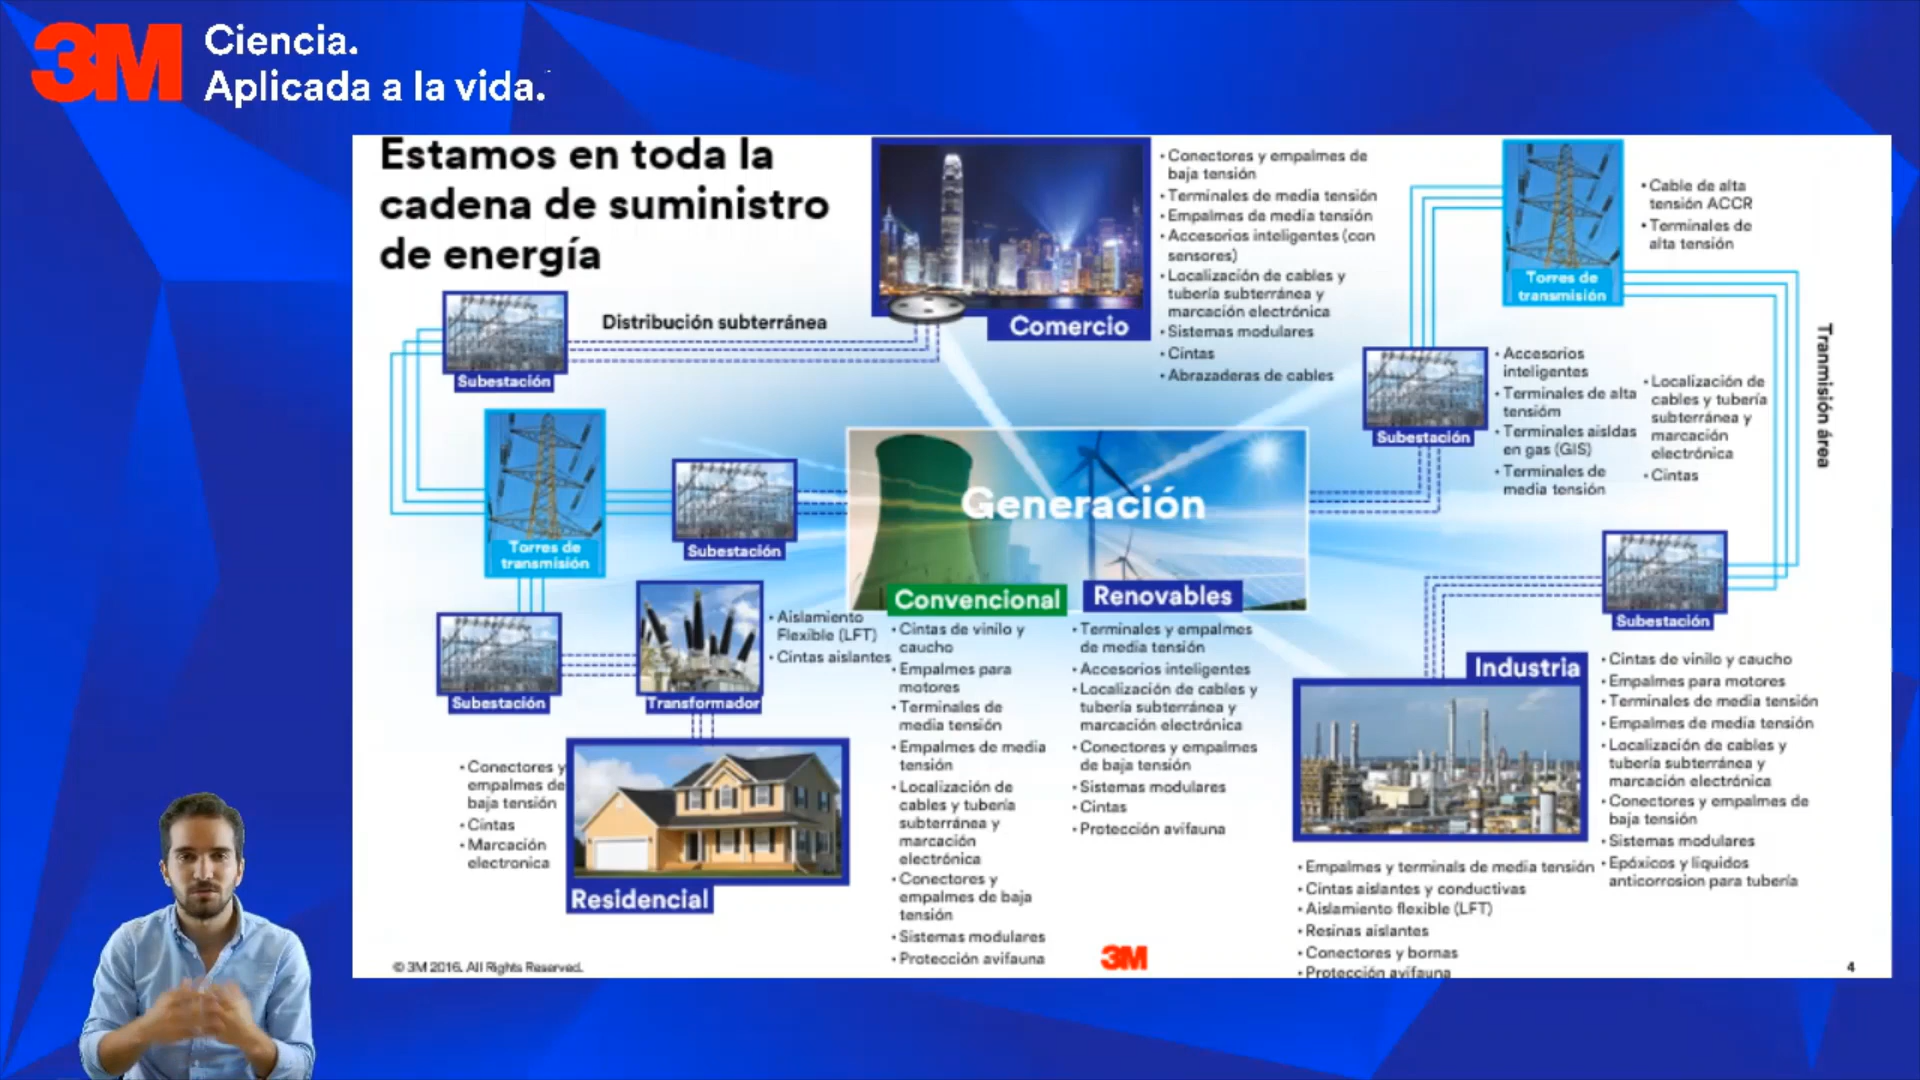 3M
Ciencia.
Aplicada a la vida.
Estamos en toda la
cadena de suministro
de energía
Comercio
• Conectores y empalmes de
baja tensión
• Terminales de media tensión
• Empalmes de media tensión
• Accesorios inteligentes (con
sensores)
• Localización de cables y
tubería subterránea y
marcación electrónica
• Sistemas modulares
• Cintas
• Abrazaderas de cables
Torres de
transmisión
• Cable de alta
tensión ACCR
• Terminales de
alta tensión
Transmisión área
Subestación
• Accesorios
inteligentes
• Terminales de alta
tensióm
• Terminales aisldas
en gas (GIS)
• Terminales de
media tensión
• Localización de
cables y tubería
subterránea y
marcación
electrónica
• Cintas
Subestación
Distribución subterránea
Torres de
transmisión
Subestación
Generación
Convencional
• Cintas de vinilo y
caucho
• Empalmes para
motores
• Terminales de
media tensión
• Empalmes de media
tensión
• Localización de
cables y tubería
subterránea y
marcación
electrónica
• Conectores y
empalmes de baja
tensión
• Sistemas modulares
• Protección avifauna
Renovables
• Terminales y empalmes
de media tensión
• Accesorios inteligentes
• Localización de cables y
tubería subterránea y
marcación electrónica
• Conectores y empalmes
de baja tensión
• Sistemas modulares
• Cintas
• Protección avifauna
Subestación
Transformador
• Aislamiento
Flexible (LFT)
• Cintas aislantes
• Conectores y
empalmes de
baja tensión
• Cintas
• Marcación
electronica
Residencial
Subestación
Industria
• Cintas de vinilo y caucho
• Empalmes para motores
• Terminales de media tensión
• Empalmes de media tensión
• Localización de cables y
tubería subterránea y
marcación electrónica
• Conectores y empalmes de
baja tensión
• Sistemas modulares
• Epóxicos y líquidos
anticorrosion para tubería
• Empalmes y terminals de media tensión
• Cintas aislantes y conductivas
• Aislamiento flexible (LFT)
• Resinas aislantes
• Conectores y bornas
• Protección avifauna
© 3M 2016. All Rights Reserved.
3M
4